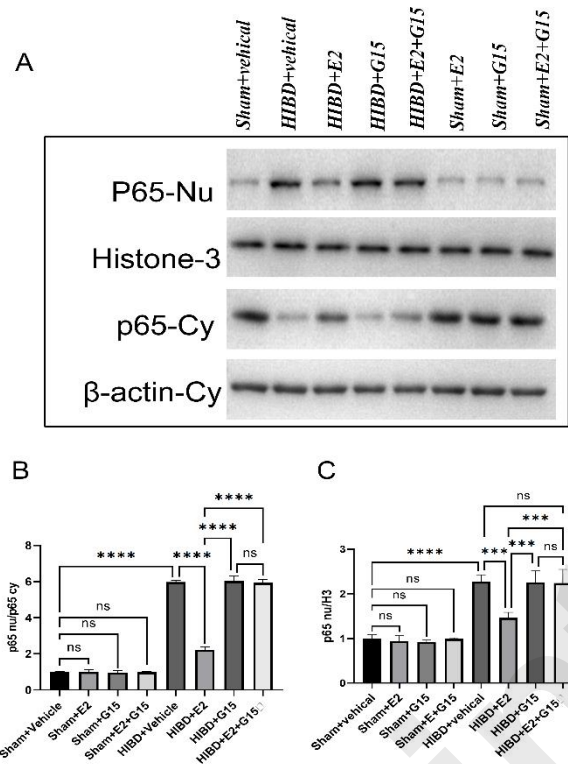 A
Sham+vehical
HIBD+vehical
HIBD+E2
HIBD+G15
HIBD+E2+G15
Sham+E2
Sham+G15
Sham+E2+G15
P65-Nu
Histone-3
p65-Cy
β-actin-Cy
B
p65 nu/p65 cy
8
6
4
2
0
ns
ns
ns
****
****
****
****
ns
Sham+Vehicle
Sham+E2
Sham+G15
Sham+E2+G15
HIBD+Vehicle
HIBD+E2
HIBD+G15
HIBD+E2+G15
C
p65 nu/H3
3
2
1
0
ns
ns
ns
****
***
***
***
ns
ns
Sham+vehical
Sham+E2
Sham+G15
Sham+E+G15
HIBD+vehical
HIBD+E2
HIBD+G15
HIBD+E2+G15